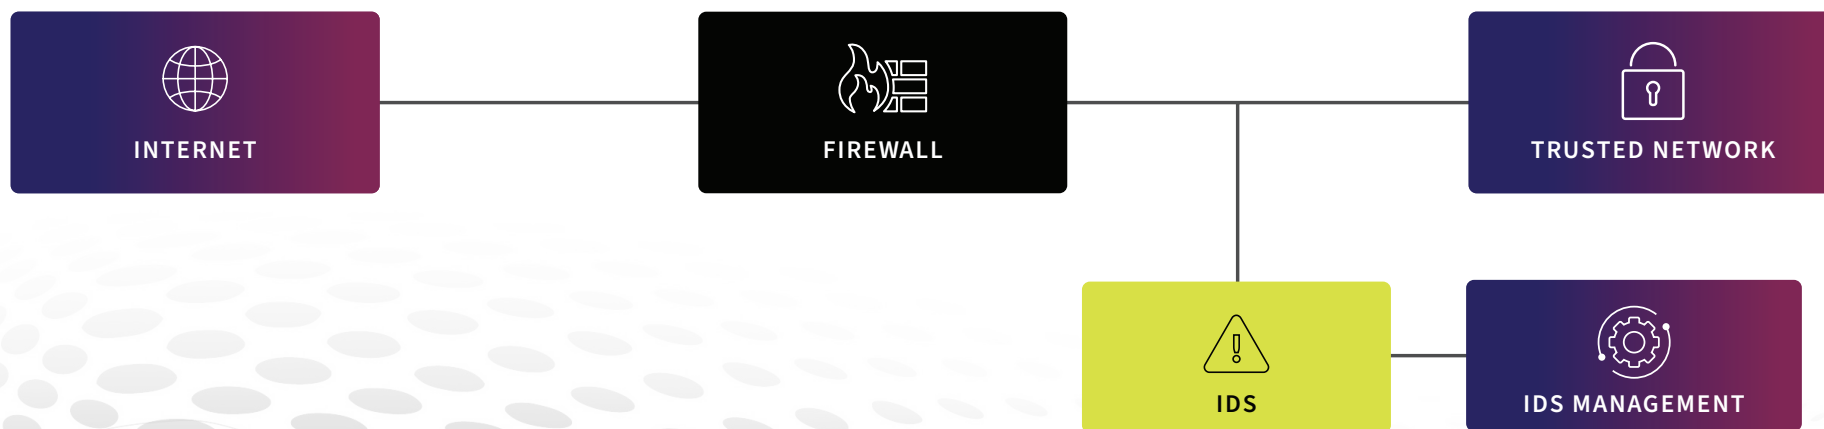 INTERNET
FIREWALL
TRUSTED NETWORK
IDS
IDS MANAGEMENT